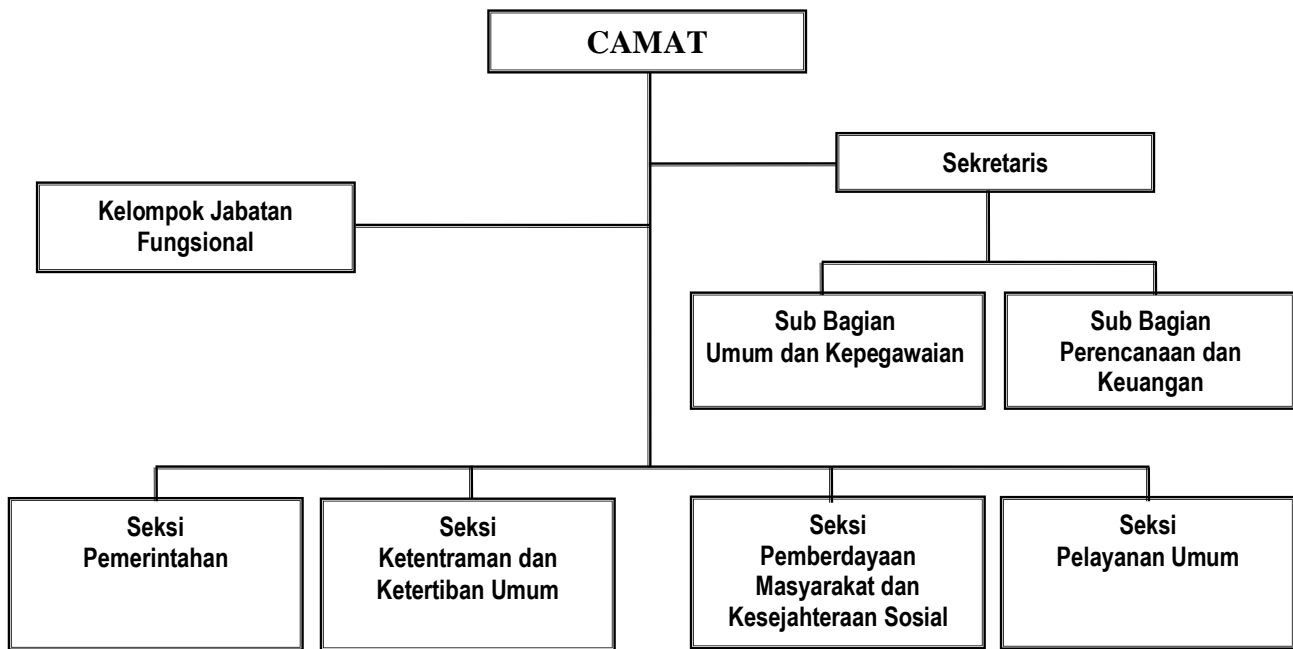 CAMAT
Sekretaris
Kelompok Jabatan
Fungsional
Sub Bagian
Umum dan Kepegawaian
Sub Bagian
Perencanaan dan
Keuangan
Seksi
Pemerintahan
Seksi
Ketentraman dan
Ketertiban Umum
Seksi
Pemberdayaan
Masyarakat dan
Kesejahteraan Sosial
Seksi
Pelayanan Umum